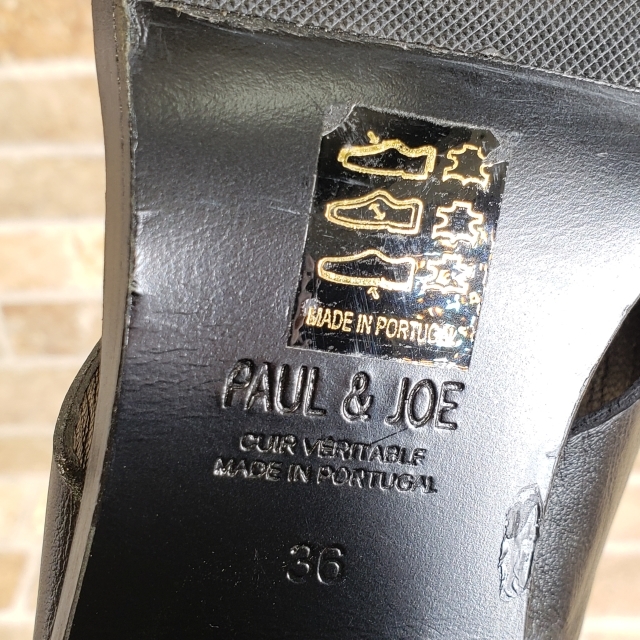 MADE IN PORTUGAL
PAUL & JOE
CUIR VÉRITABLE
MADE IN PORTUGAL
36